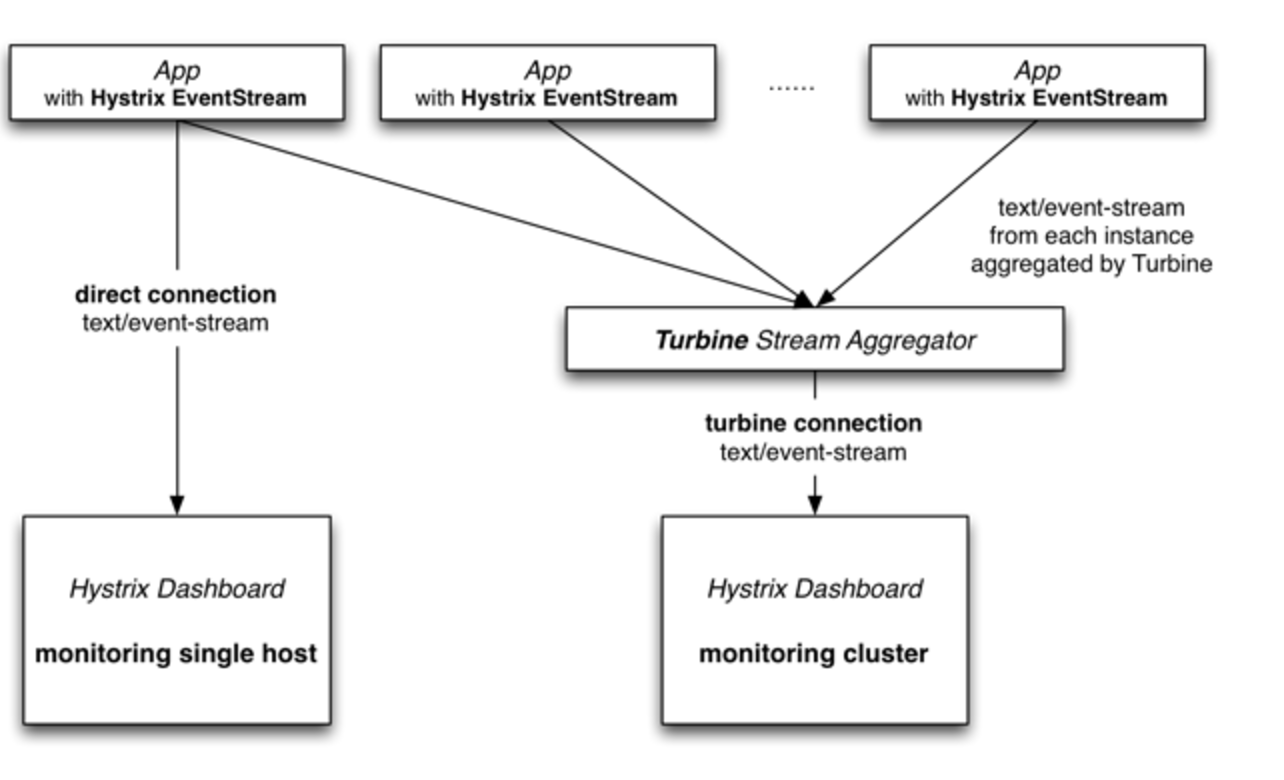 App
with Hystrix EventStream
App
with Hystrix EventStream
......
App
with Hystrix EventStream
text/event-stream
from each instance
aggregated by Turbine
direct connection
text/event-stream
Turbine Stream Aggregator
turbine connection
text/event-stream
Hystrix Dashboard
monitoring single host
Hystrix Dashboard
monitoring cluster